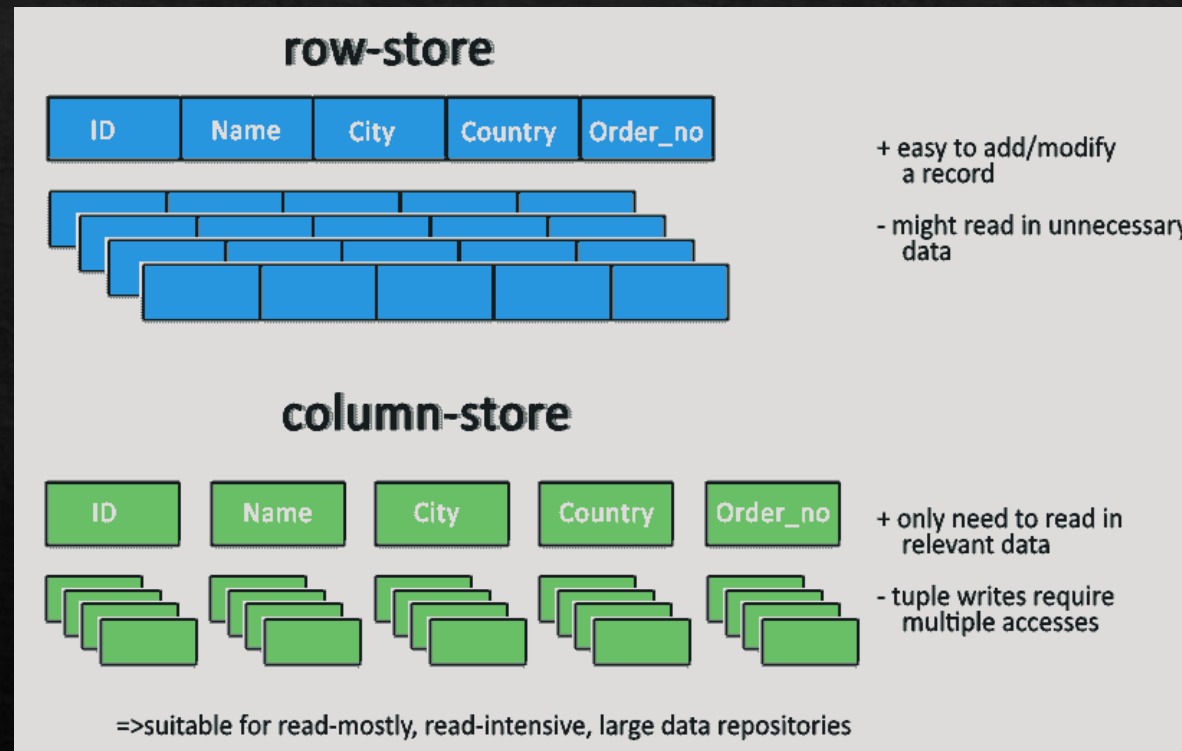 row-store
ID Name City Country Order_no
+ easy to add/modify
a record
- might read in unnecessary
data
column-store
ID Name City Country Order_no
+ only need to read in
relevant data
- tuple writes require
multiple accesses
=>suitable for read-mostly, read-intensive, large data repositories